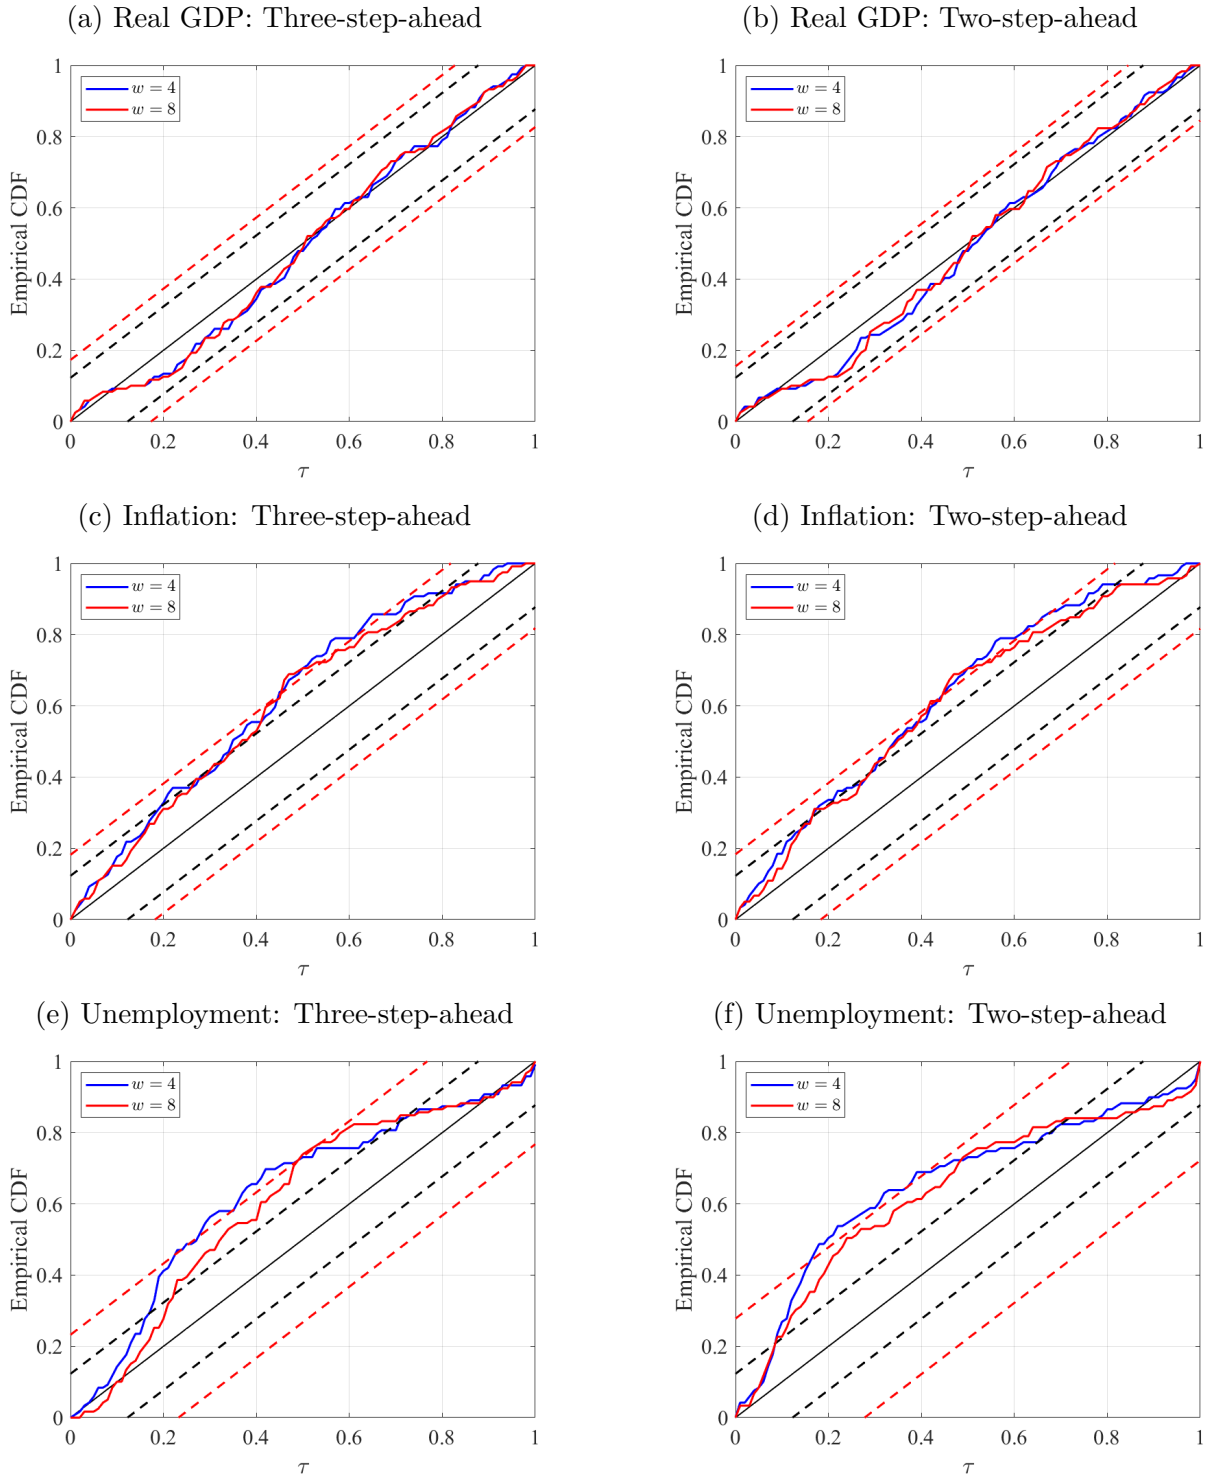 (a) Real GDP: Three-step-ahead
1
0.8
0.6
0.4
0.2
0
Empirical CDF
w = 4
w = 8
0 0.2 0.4 0.6 0.8 1
τ
(b) Real GDP: Two-step-ahead
1
0.8
0.6
0.4
0.2
0
Empirical CDF
w = 4
w = 8
0 0.2 0.4 0.6 0.8 1
τ
(c) Inflation: Three-step-ahead
1
0.8
0.6
0.4
0.2
0
Empirical CDF
w = 4
w = 8
0 0.2 0.4 0.6 0.8 1
τ
(d) Inflation: Two-step-ahead
1
0.8
0.6
0.4
0.2
0
Empirical CDF
w = 4
w = 8
0 0.2 0.4 0.6 0.8 1
τ
(e) Unemployment: Three-step-ahead
1
0.8
0.6
0.4
0.2
0
Empirical CDF
w = 4
w = 8
0 0.2 0.4 0.6 0.8 1
τ
(f) Unemployment: Two-step-ahead
1
0.8
0.6
0.4
0.2
0
Empirical CDF
w = 4
w = 8
0 0.2 0.4 0.6 0.8 1
τ